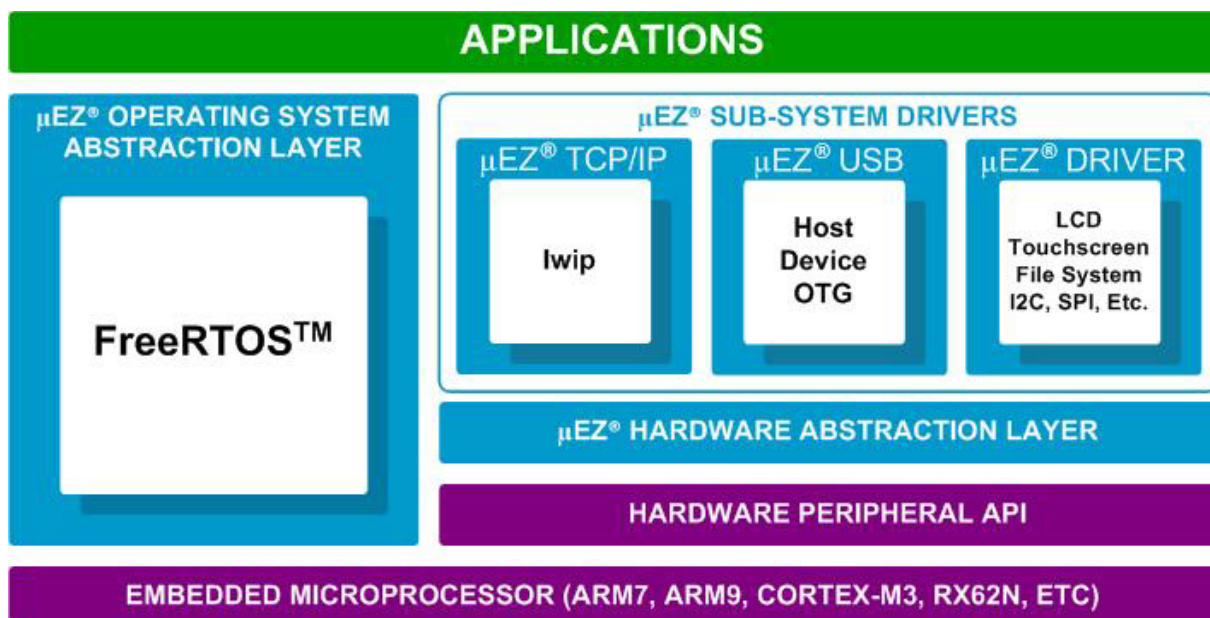 APPLICATIONS
µEZ® OPERATING SYSTEM
ABSTRACTION LAYER
FreeRTOS™
µEZ® SUB-SYSTEM DRIVERS
µEZ® TCP/IP
lwip
µEZ® USB
Host
Device
OTG
µEZ® DRIVER
LCD
Touchscreen
File System
I2C, SPI, Etc.
µEZ® HARDWARE ABSTRACTION LAYER
HARDWARE PERIPHERAL API
EMBEDDED MICROPROCESSOR (ARM7, ARM9, CORTEX-M3, RX62N, ETC)